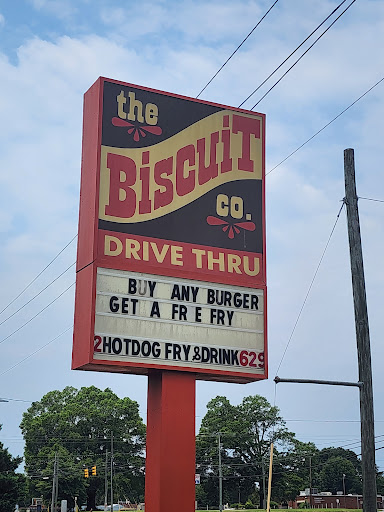 the
BiscuiT
co.
DRIVE THRU
BUY ANY BURGER
GET A FR E FRY
2HOTDOG FRY&DRINK629